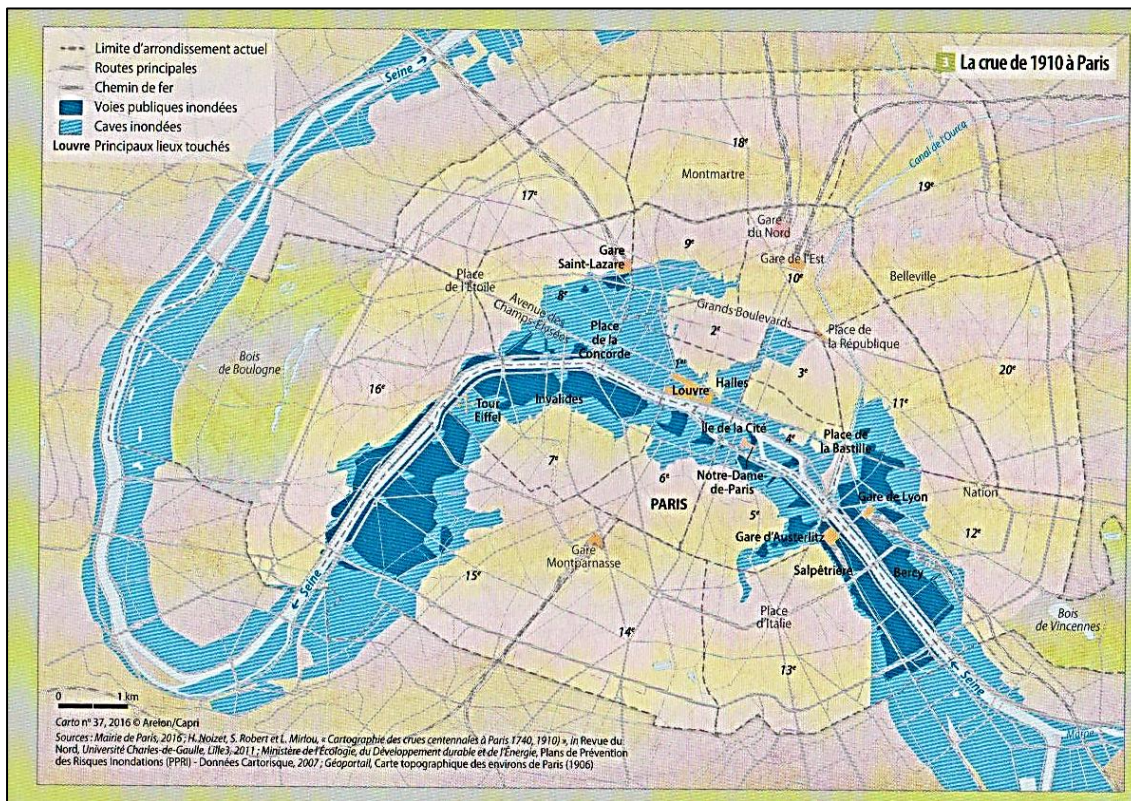 Limite d'arrondissement actuel
Routes principales
Chemin de fer
Voies publiques inondées
Caves inondées
Louvre Principaux lieux touchés
3 La crue de 1910 à Paris
Seine
Canal de l'Ourcq
18e
Montmartre
19e
17e
Gare
du Nord
9e
Gare
Saint-Lazare
Gare de l'Est
10e
Belleville
Place
de l'Étoile
8e
Avenue des
Champs-Élysées
Grands Boulevards
2e
Place de
la République
Place
de la
Concorde
Bois
de Boulogne
1er
Halles
3e
20e
16e
Louvre
11e
Tour
Eiffel
Invalides
Île de la Cité
4e
Place de
la Bastille
7e
6e
Notre-Dame-
de-Paris
PARIS
Gare de Lyon
Nation
5e
12e
Gare d'Austerlitz
Gare
Montparnasse
Salpêtrière
Bercy
15e
Seine
Place
d'Italie
Bois
de Vincennes
14e
13e
Seine
Marne
0 1 km
Carto n° 37, 2016 © Areion/Capri
Sources : Mairie de Paris, 2016 ; H. Noizet, S. Robert et L. Mirlou, « Cartographie des crues centennales à Paris 1740, 1910) », in Revue du
Nord, Université Charles-de-Gaulle, Lille3, 2011 ; Ministère de l'Écologie, du Développement durable et de l'Énergie, Plans de Prévention
des Risques Inondations (PPRI) - Données Cartorisque, 2007 ; Géoportail, Carte topographique des environs de Paris (1906)